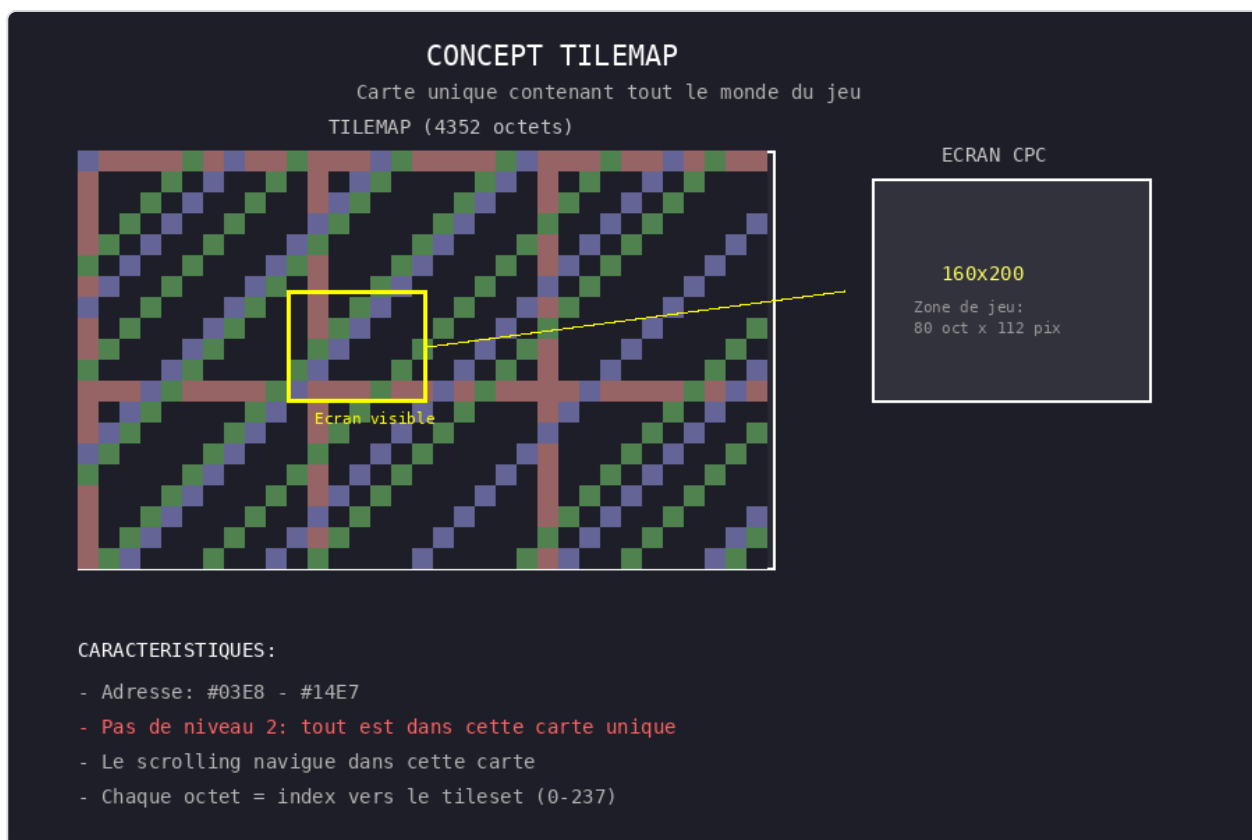 CONCEPT TILEMAP
Carte unique contenant tout le monde du jeu
TILEMAP (4352 octets)
ECRAN CPC
160x200
Zone de jeu:
80 oct x 112 pix
Ecran visible
CARACTERISTIQUES:
- Adresse: #03E8 - #14E7
- Pas de niveau 2: tout est dans cette carte unique
- Le scrolling navigue dans cette carte
- Chaque octet = index vers le tileset (0-237)